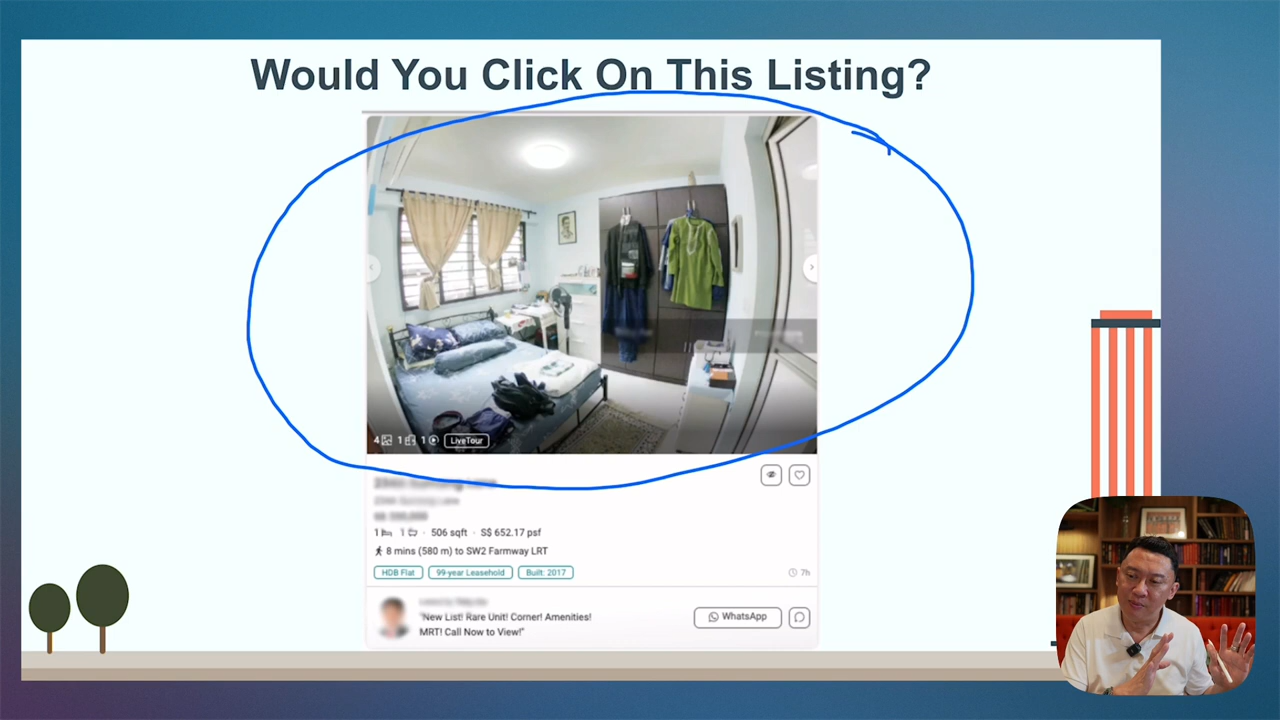 Would You Click On This Listing?
4 1 1 LiveTour
1 1 · 506 sqft · S$ 652.17 psf
8 mins (580 m) to SW2 Farmway LRT
HDB Flat 99-year Leasehold Built: 2017 7h
"New List! Rare Unit! Corner! Amenities!
MRT! Call Now to View!"
WhatsApp